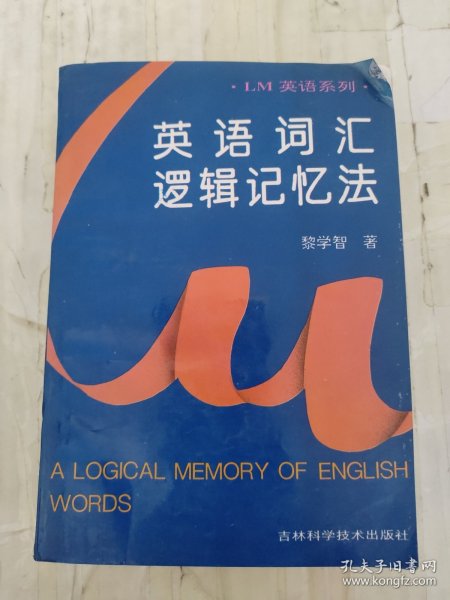 ·LM 英语系列·
英语词汇
逻辑记忆法
黎学智 著
A LOGICAL MEMORY OF ENGLISH
WORDS
吉林科学技术出版社
孔夫子旧书网
www.kongfz.com